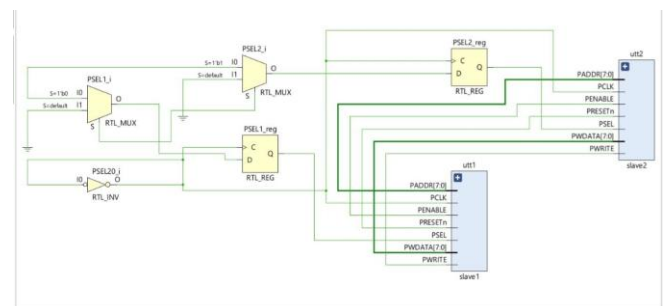 PSEL2_i
S=1'b1 I0
S=default I1
O
S
RTL_MUX
PSEL1_i
S=1'b0 I0
S=default I1
O
S
RTL_MUX
PSEL2_reg
C
D
Q
RTL_REG
PSEL1_reg
C
D
Q
RTL_REG
PSEL20_i
I0
O
RTL_INV
utt2
PADDR[7:0]
PCLK
PENABLE
PRESETn
PSEL
PWDATA[7:0]
PWRITE
slave2
utt1
PADDR[7:0]
PCLK
PENABLE
PRESETn
PSEL
PWDATA[7:0]
PWRITE
slave1